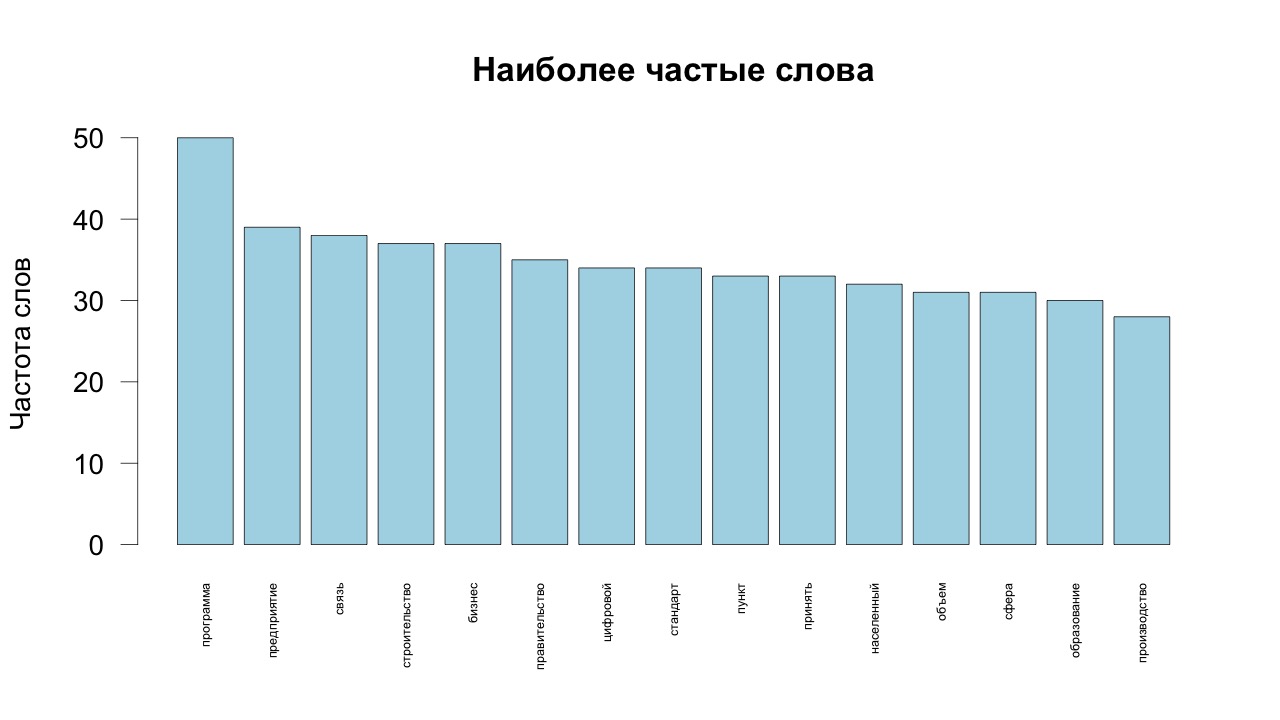 Наиболее частые слова
Частота слов
50
40
30
20
10
0
программа
предприятие
связь
строительство
бизнес
правительство
цифровой
стандарт
пункт
принять
населенный
объем
сфера
образование
производство